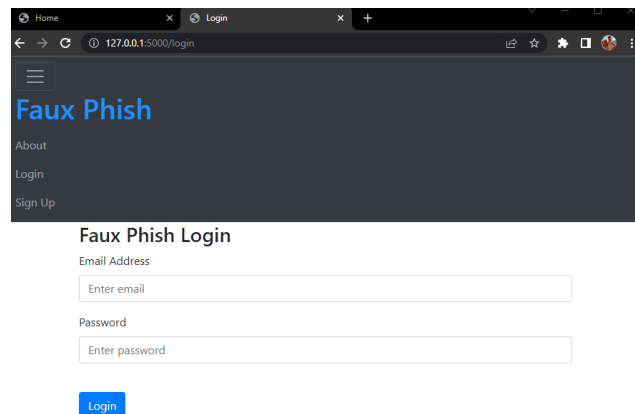 Home
Login
127.0.0.1:5000/login
Faux Phish
About
Login
Sign Up
Faux Phish Login
Email Address
Enter email
Password
Enter password
Login